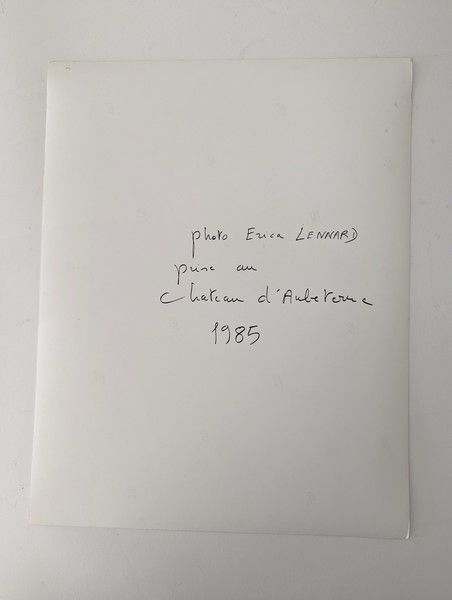 photo Erica LENNARD
prise au
Chateau d'Aubeterre
1985